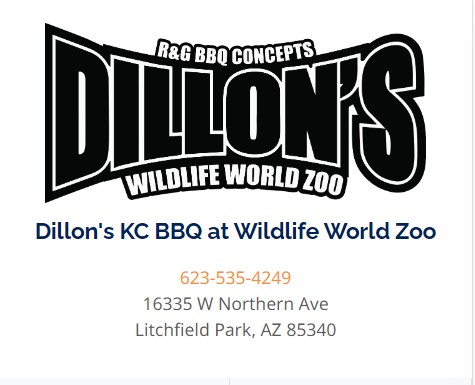 R&G BBQ CONCEPTS
DILLON'S
WILDLIFE WORLD ZOO
Dillon's KC BBQ at Wildlife World Zoo
623-535-4249
16335 W Northern Ave
Litchfield Park, AZ 85340